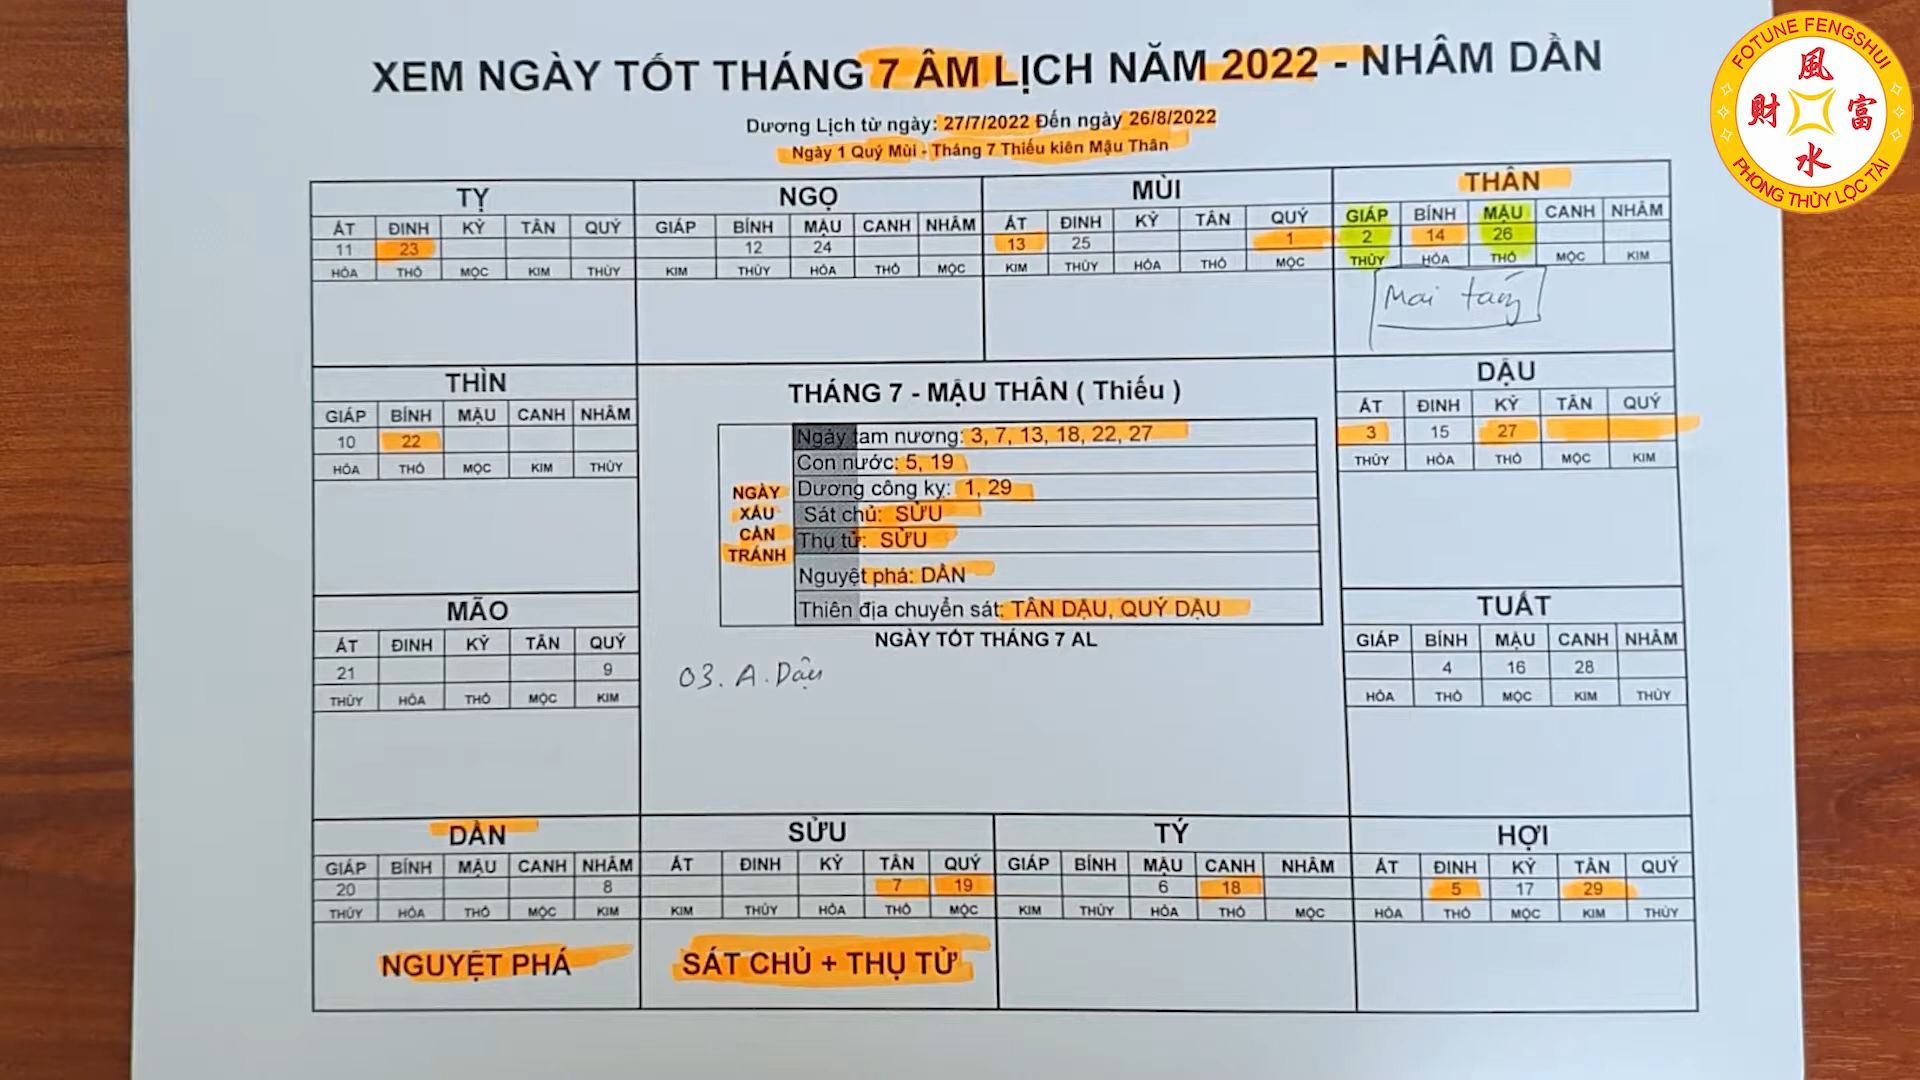 XEM NGÀY TỐT THÁNG 7 ÂM LỊCH NĂM 2022 - NHÂM DẦN
Dương Lịch từ ngày: 27/7/2022 Đến ngày 26/8/2022
Ngày 1 Quý Mùi - Tháng 7 Thiếu kiên Mậu Thân
FOTUNE FENGSHUI
風
財 富
水
PHONG THỦY LỘC TÀI
TỴ
ÁT ĐINH KỶ TÂN QUÝ
11 23
HỎA THỔ MỘC KIM THỦY
NGỌ
GIÁP BÍNH MẬU CANH NHÂM
12 24
KIM THỦY HỎA THỔ MỘC
MÙI
ÁT ĐINH KỶ TÂN QUÝ
13 25 1
KIM THỦY HỎA THỔ MỘC
THÂN
GIÁP BÍNH MẬU CANH NHÂM
2 14 26
THỦY HỎA THỔ MỘC KIM
Mai táng
THÌN
GIÁP BÍNH MẬU CANH NHÂM
10 22
HỎA THỔ MỘC KIM THỦY
THÁNG 7 - MẬU THÂN ( Thiếu )
NGÀY
XẤU
CẦN
TRÁNH
Ngày tam nương: 3, 7, 13, 18, 22, 27
Con nước: 5, 19
Dương công kỵ: 1, 29
Sát chủ: SỬU
Thụ tử: SỬU
Nguyệt phá: DẦN
Thiên địa chuyển sát: TÂN DẬU, QUÝ DẬU
NGÀY TỐT THÁNG 7 AL
03. A. Dậu
DẬU
ÁT ĐINH KỶ TÂN QUÝ
3 15 27
THỦY HỎA THỔ MỘC KIM
MÃO
ÁT ĐINH KỶ TÂN QUÝ
21 9
THỦY HỎA THỔ MỘC KIM
TUẤT
GIÁP BÍNH MẬU CANH NHÂM
4 16 28
HỎA THỔ MỘC KIM THỦY
DẦN
GIÁP BÍNH MẬU CANH NHÂM
20 8
THỦY HỎA THỔ MỘC KIM
NGUYỆT PHÁ
SỬU
ÁT ĐINH KỶ TÂN QUÝ
7 19
KIM THỦY HỎA THỔ MỘC
SÁT CHỦ + THỤ TỬ
TÝ
GIÁP BÍNH MẬU CANH NHÂM
6 18
KIM THỦY HỎA THỔ MỘC
HỢI
ÁT ĐINH KỶ TÂN QUÝ
5 17 29
HỎA THỔ MỘC KIM THỦY